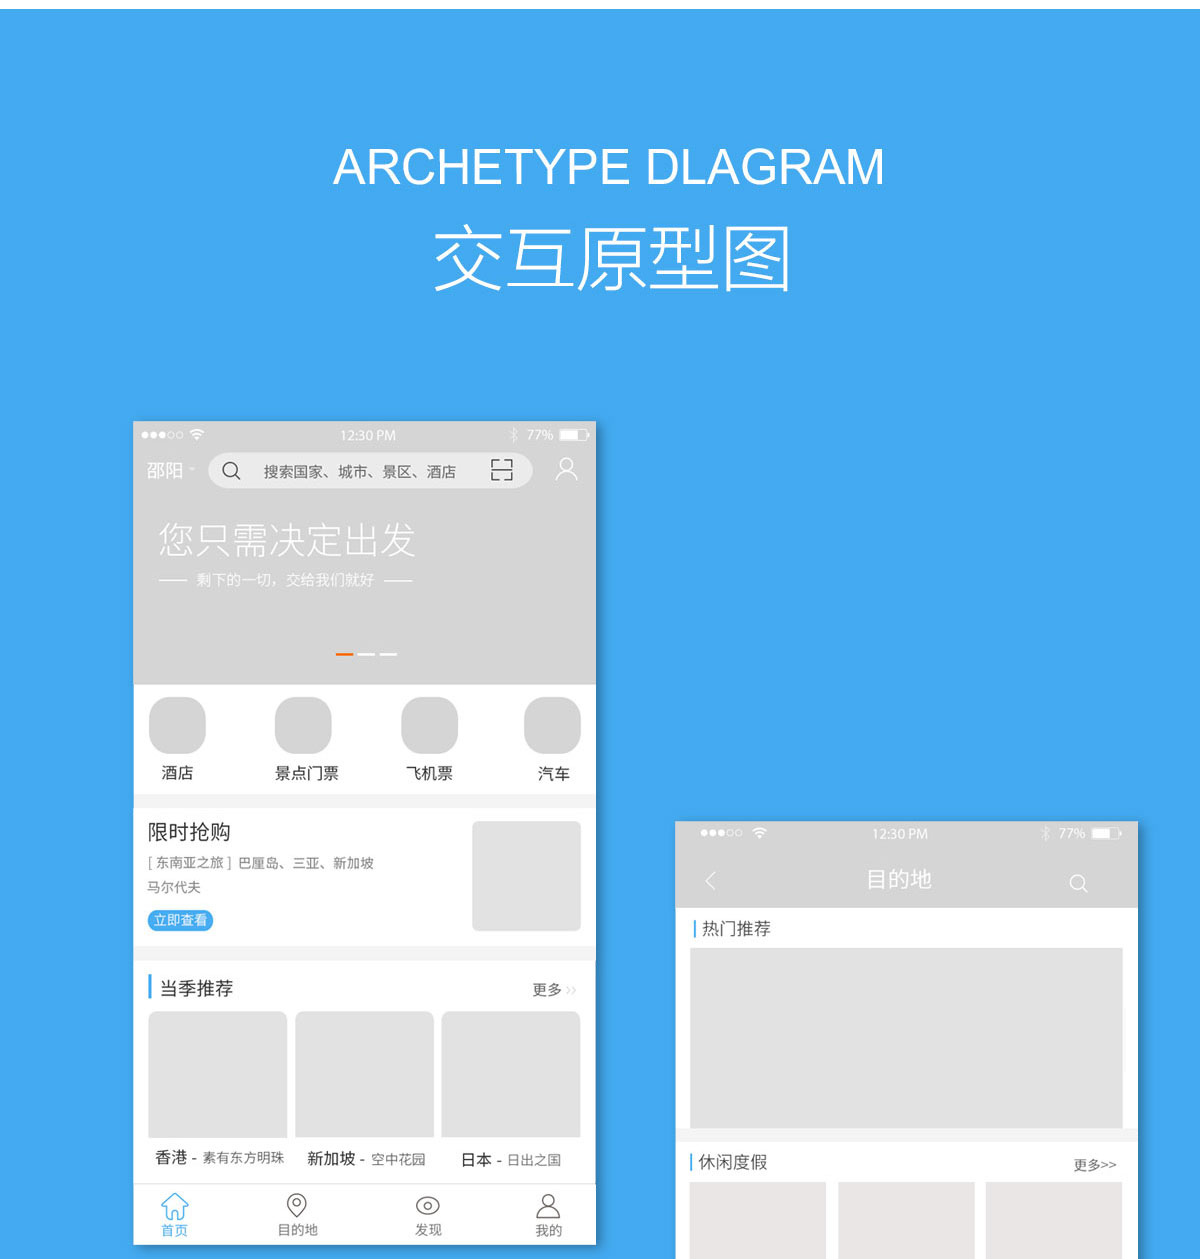 ARCHETYPE DLAGRAM
交互原型图
12:30 PM 77%
邵阳 搜索国家、城市、景区、酒店
您只需决定出发
剩下的一切，交给我们就好
酒店 景点门票 飞机票 汽车
限时抢购
[ 东南亚之旅 ] 巴厘岛、三亚、新加坡
马尔代夫
立即查看
当季推荐 更多 >>
香港 - 素有东方明珠 新加坡 - 空中花园 日本 - 日出之国
首页 目的地 发现 我的
12:30 PM 77%
目的地
热门推荐
休闲度假 更多>>